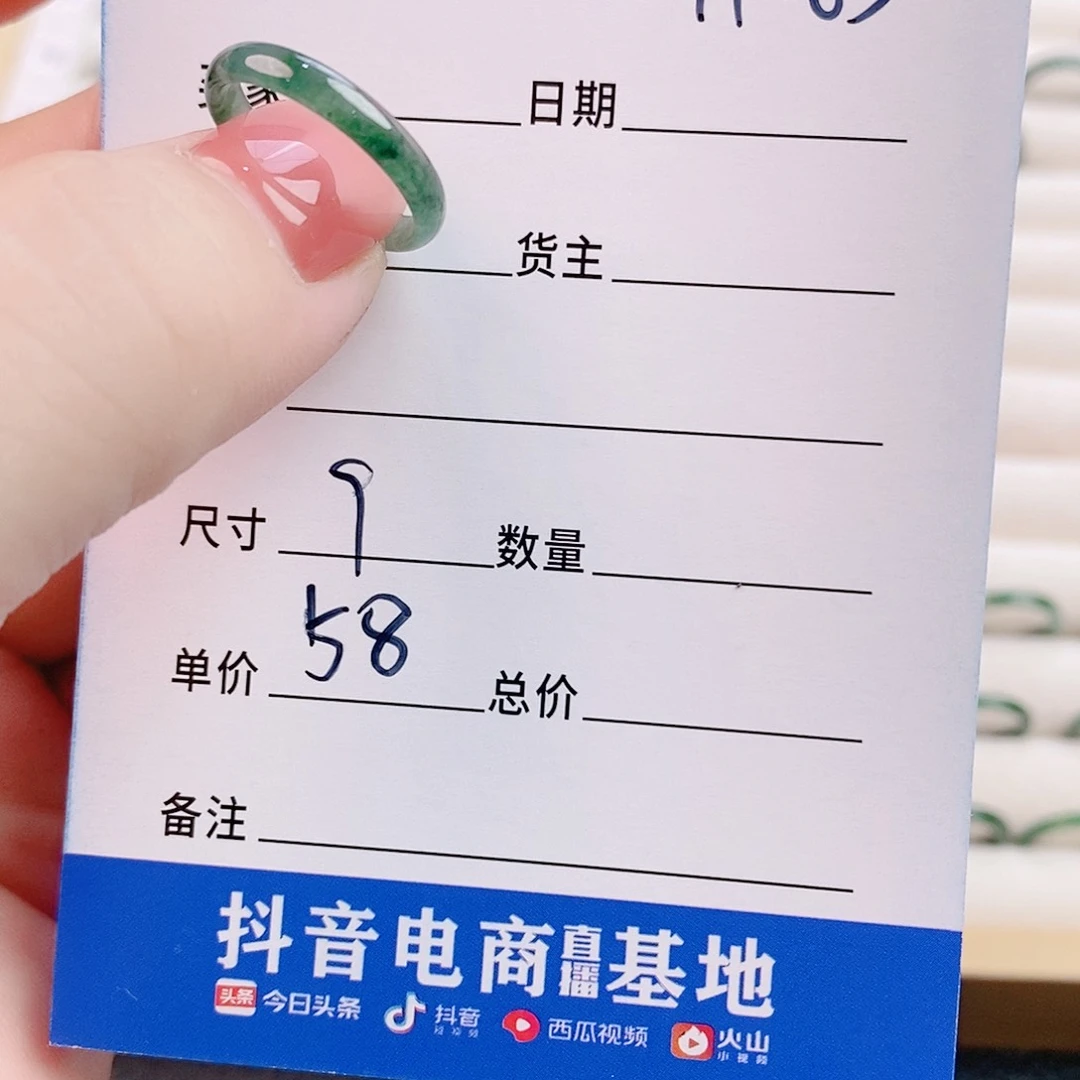 日期
货主
尺寸 9 数量
单价 58 总价
备注
抖音电商直播基地
头条 今日头条 抖音 西瓜视频 火山小视频